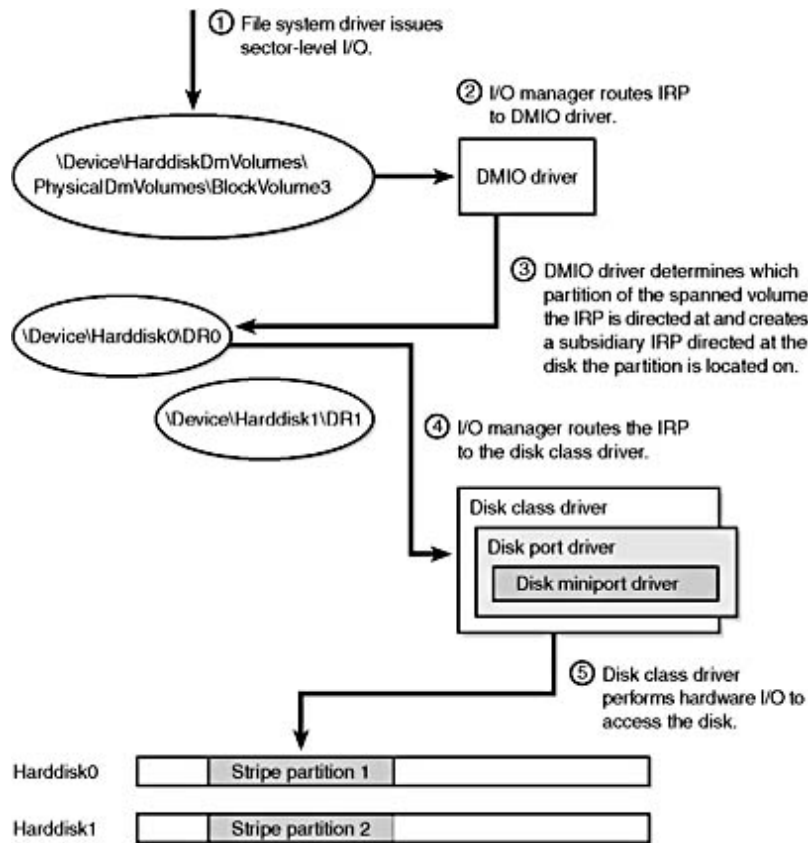 ① File system driver issues
sector-level I/O.
② I/O manager routes IRP
to DMIO driver.
\Device\HarddiskDmVolumes\
PhysicalDmVolumes\BlockVolume3
DMIO driver
③ DMIO driver determines which
partition of the spanned volume
the IRP is directed at and creates
a subsidiary IRP directed at the
disk the partition is located on.
\Device\Harddisk0\DR0
\Device\Harddisk1\DR1
④ I/O manager routes the IRP
to the disk class driver.
Disk class driver
Disk port driver
Disk miniport driver
⑤ Disk class driver
performs hardware I/O to
access the disk.
Harddisk0
Stripe partition 1
Harddisk1
Stripe partition 2